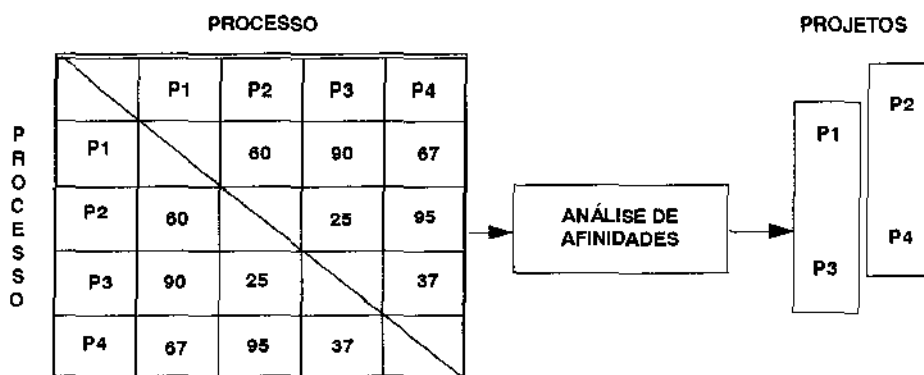 PROCESSO
PROJETOS
PROCESSO
P1 P2 P3 P4
P1 60 90 67
P2 60 25 95
P3 90 25 37
P4 67 95 37
ANÁLISE DE
AFINIDADES
P1
P3
P2
P4